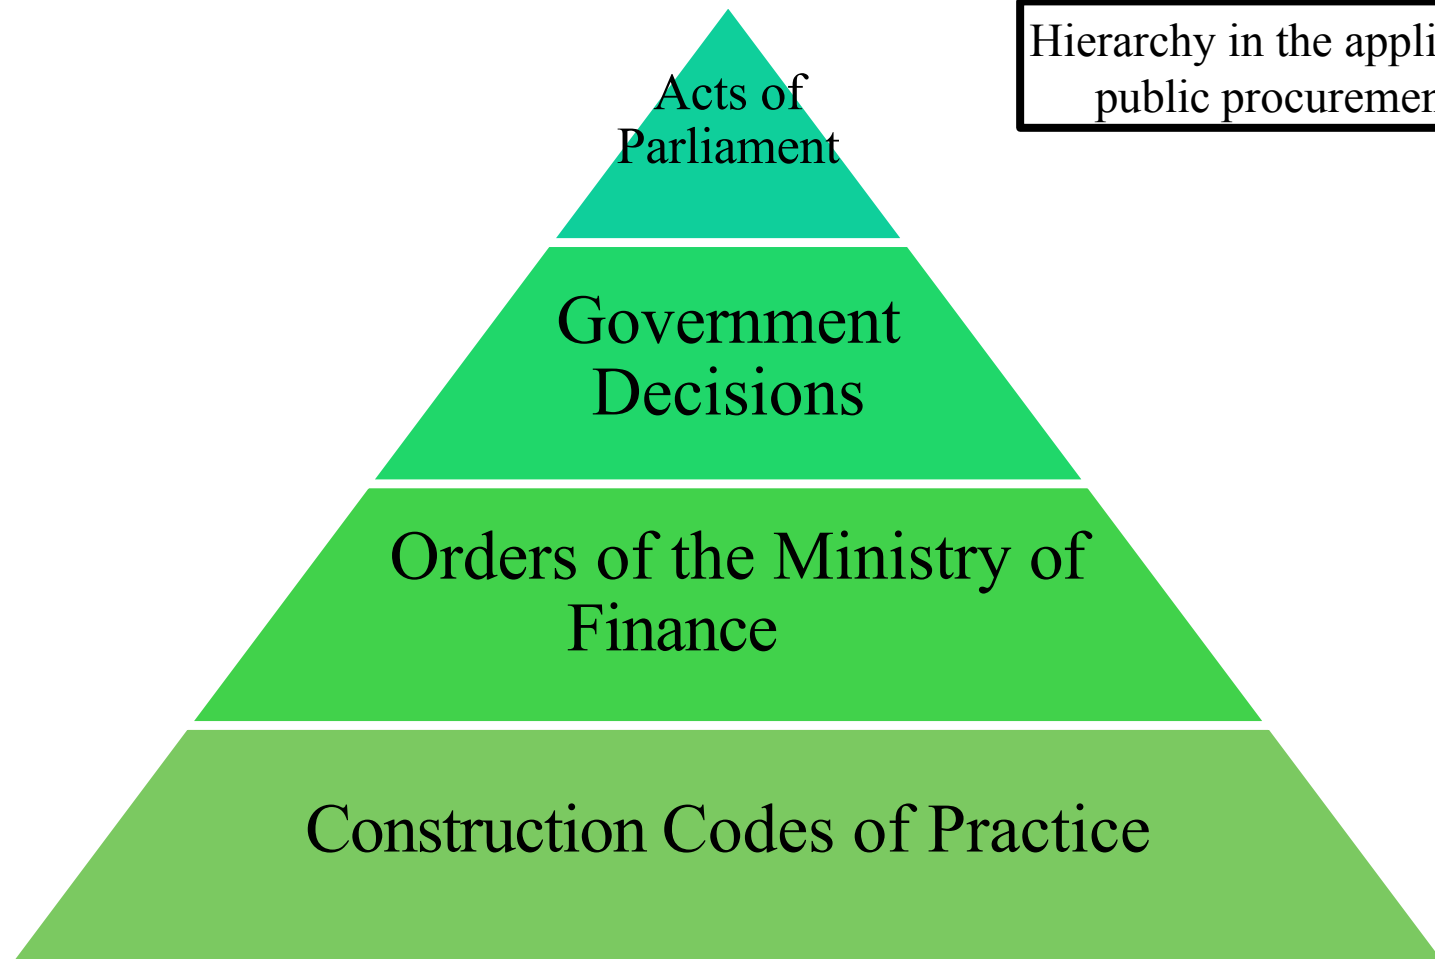 Hierarchy in the appli
public procuremen
Acts of
Parliament
Government
Decisions
Orders of the Ministry of
Finance
Construction Codes of Practice